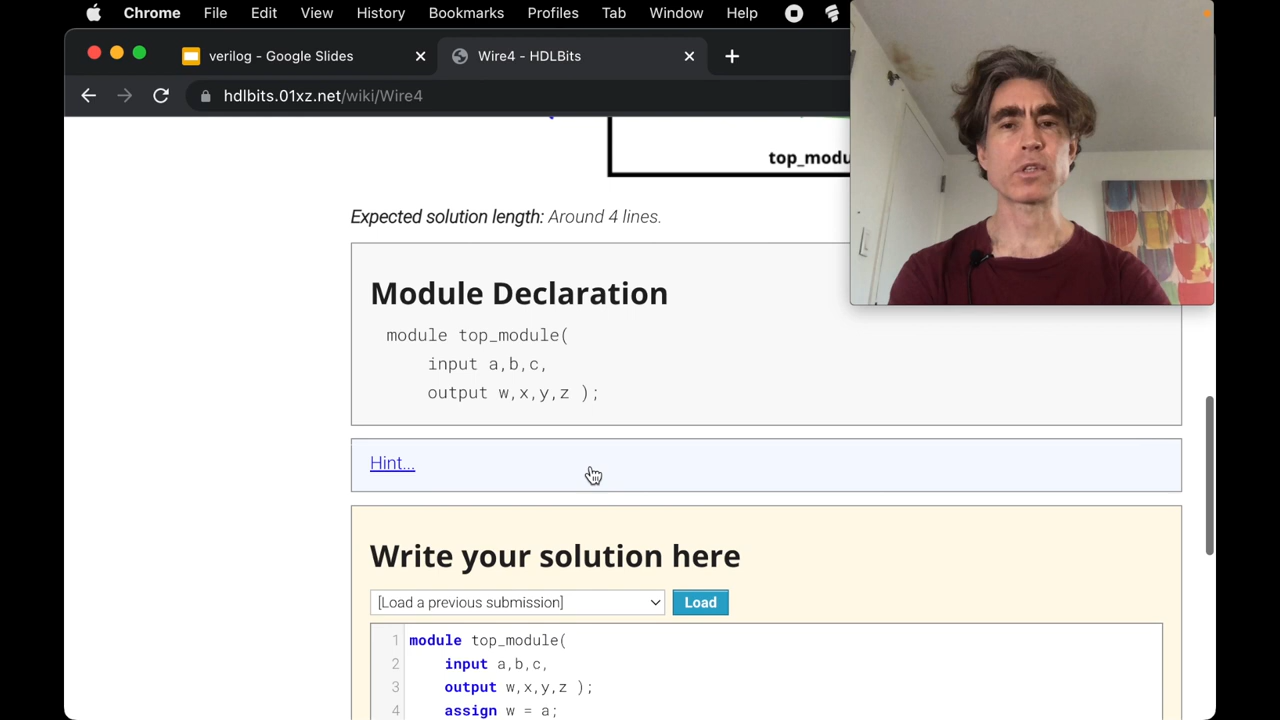 Chrome File Edit View History Bookmarks Profiles Tab Window Help
verilog - Google Slides
Wire4 - HDLBits
hdlbits.01xz.net/wiki/Wire4
top_modu
Expected solution length: Around 4 lines.
Module Declaration
module top_module(
input a,b,c,
output w,x,y,z );
Hint...
Write your solution here
[Load a previous submission]
Load
1 module top_module(
2 input a,b,c,
3 output w,x,y,z );
4 assign w = a;